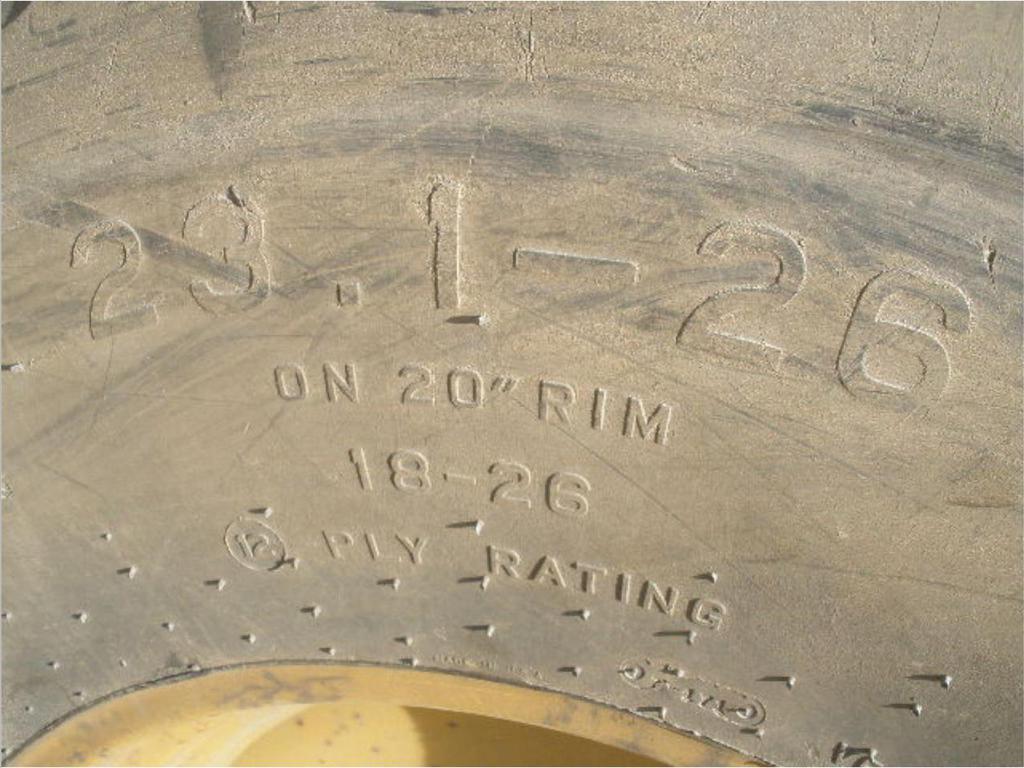 23.1-26
ON 20" RIM
18-26
12 PLY RATING